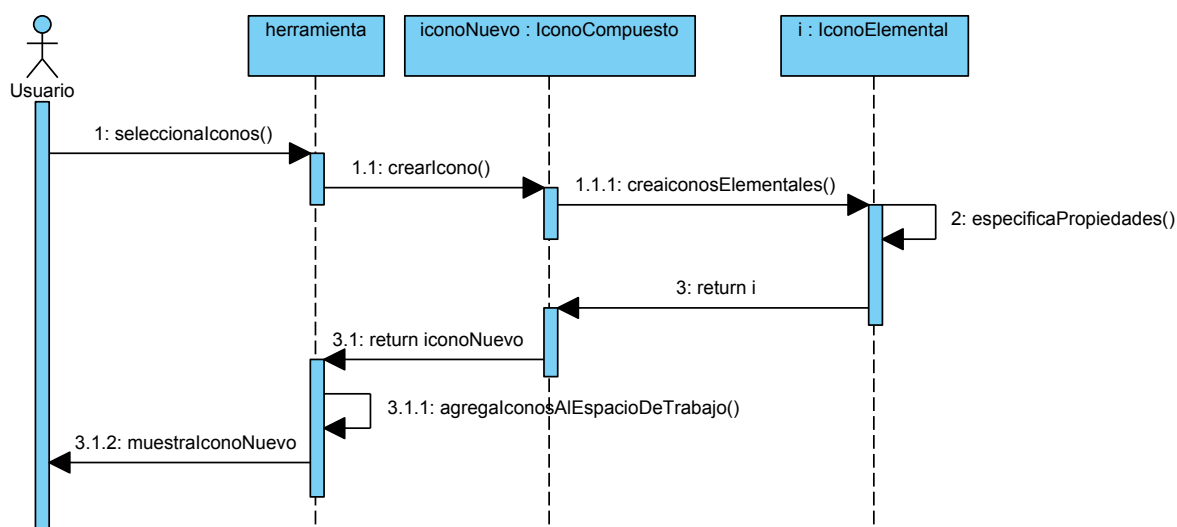 herramienta
iconoNuevo : IconoCompuesto
i : IconoElemental
Usuario
1: seleccionaIconos()
1.1: crearIcono()
1.1.1: creaiconosElementales()
2: especificaPropiedades()
3: return i
3.1: return iconoNuevo
3.1.1: agregaIconosAlEspacioDeTrabajo()
3.1.2: muestraIconoNuevo